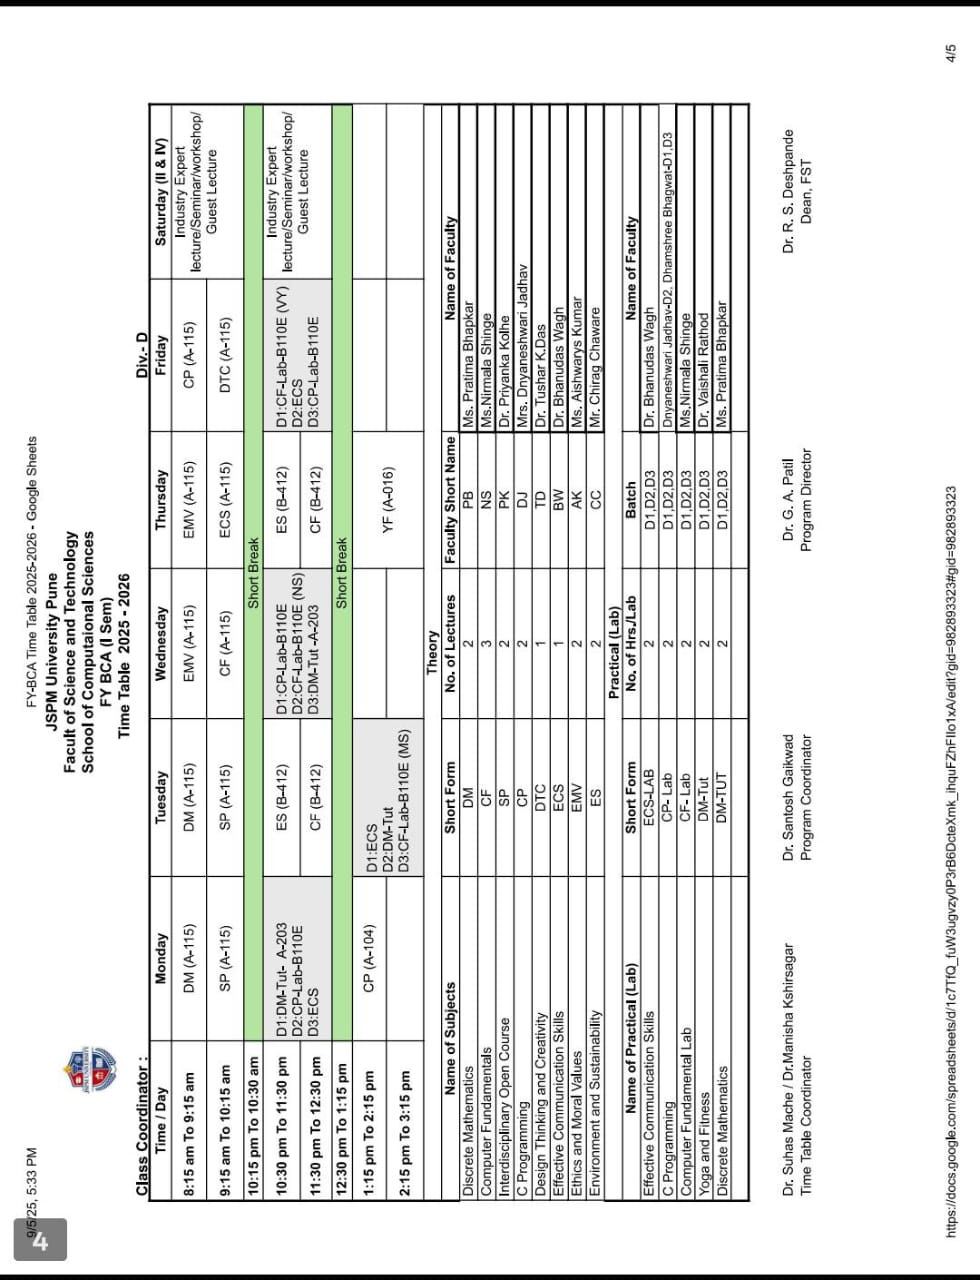 9/5/25, 5:33 PM
FY-BCA Time Table 2025-2026 - Google Sheets
4
JSPM University Pune
Facult of Science and Technology
School of Computaional Sciences
FY BCA (I Sem)
Time Table 2025 - 2026
Class Coordinator :
Div.- D
Time / Day Monday Tuesday Wednesday Thursday Friday Saturday (II & IV)
8:15 am To 9:15 am DM (A-115) DM (A-115) EMV (A-115) EMV (A-115) CP (A-115)
9:15 am To 10:15 am SP (A-115) SP (A-115) CF (A-115) ECS (A-115) DTC (A-115)
Industry Expert
lecture/Seminar/workshop/
Guest Lecture
10:15 pm To 10:30 am Short Break
10:30 pm To 11:30 pm
11:30 pm To 12:30 pm
D1:DM-Tut- A-203
D2:CP-Lab-B110E
D3:ECS
ES (B-412)
CF (B-412)
D1:CP-Lab-B110E
D2:CF-Lab-B110E (NS)
D3:DM-Tut -A-203
ES (B-412)
CF (B-412)
D1:CF-Lab-B110E (VY)
D2:ECS
D3:CP-Lab-B110E
Industry Expert
lecture/Seminar/workshop/
Guest Lecture
12:30 pm To 1:15 pm Short Break
1:15 pm To 2:15 pm CP (A-104)
2:15 pm To 3:15 pm
D1:ECS
D2:DM-Tut
D3:CF-Lab-B110E (MS)
YF (A-016)
Theory
Name of Subjects Short Form No. of Lectures Faculty Short Name Name of Faculty
Discrete Mathematics DM 2 PB Ms. Pratima Bhapkar
Computer Fundamentals CF 3 NS Ms.Nirmala Shinge
Interdisciplinary Open Course SP 2 PK Dr. Priyanka Kolhe
C Programming CP 2 DJ Mrs. Dnyaneshwari Jadhav
Design Thinking and Creativity DTC 1 TD Dr. Tushar K.Das
Effective Communication Skills ECS 1 BW Dr. Bhanudas Wagh
Ethics and Moral Values EMV 2 AK Ms. Aishwarys Kumar
Environment and Sustainability ES 2 CC Mr. Chirag Chaware
Practical (Lab)
Name of Practical (Lab) Short Form No. of Hrs./Lab Batch Name of Faculty
Effective Communication Skills ECS-LAB 2 D1,D2,D3 Dr. Bhanudas Wagh
C Programming CP- Lab 2 D1,D2,D3 Dnyaneshwari Jadhav-D2, Dhamshree Bhagwat-D1,D3
Computer Fundamental Lab CF- Lab 2 D1,D2,D3 Ms.Nirmala Shinge
Yoga and Fitness DM-Tut 2 D1,D2,D3 Dr. Vaishali Rathod
Discrete Mathematics DM-TUT 2 D1,D2,D3 Ms. Pratima Bhapkar
Dr. Suhas Mache / Dr.Manisha Kshirsagar Dr. Santosh Gaikwad Dr. G. A. Patil Dr. R. S. Deshpande
Time Table Coordinator Program Coordinator Program Director Dean, FST
4/5